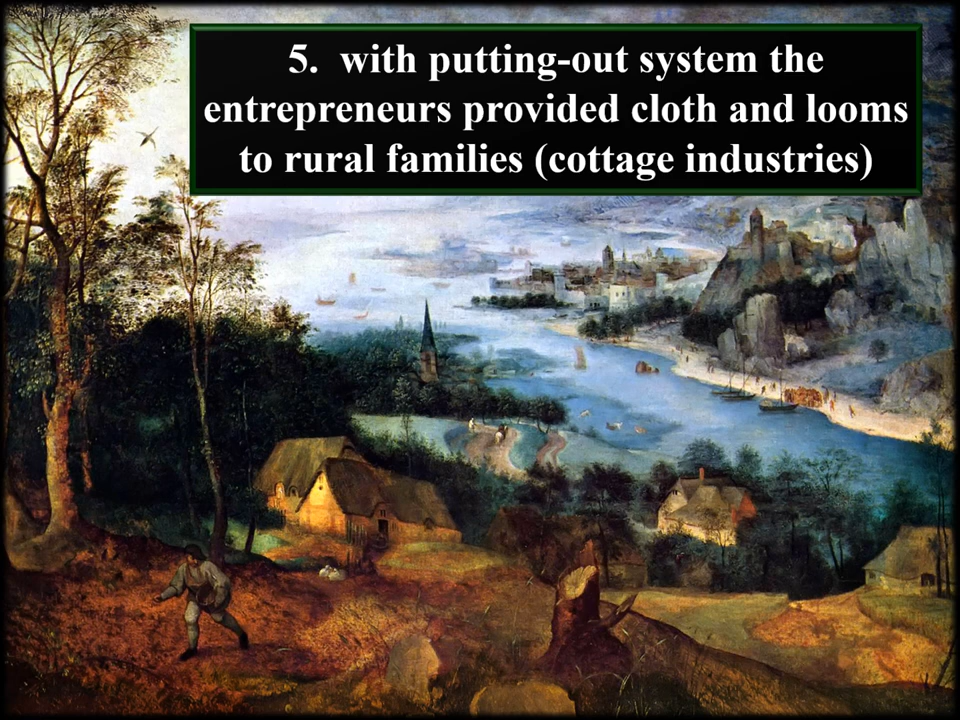 5. with putting-out system the
entrepreneurs provided cloth and looms
to rural families (cottage industries)